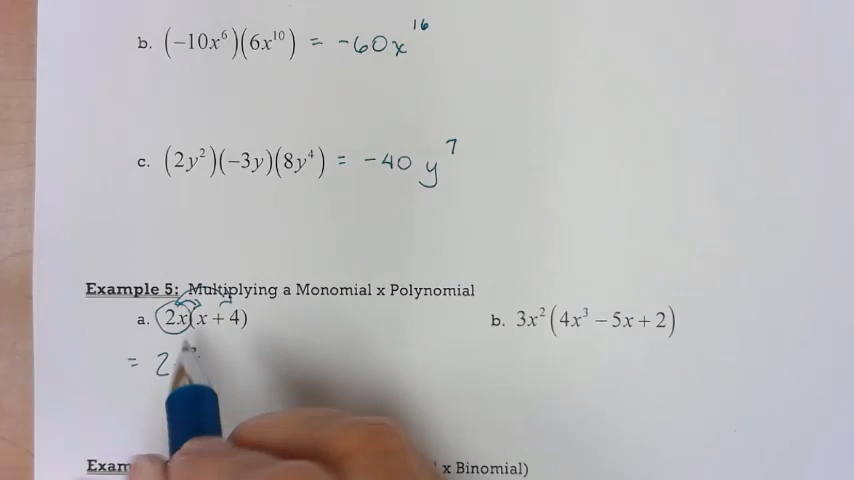 b. (−10x⁶)(6x¹⁰) = -60x¹⁶
c. (2y²)(−3y)(8y⁴) = -40 y⁷
Example 5: Multiplying a Monomial x Polynomial
a. 2x(x + 4) b. 3x²(4x³ − 5x + 2)
= 2
x Binomial)